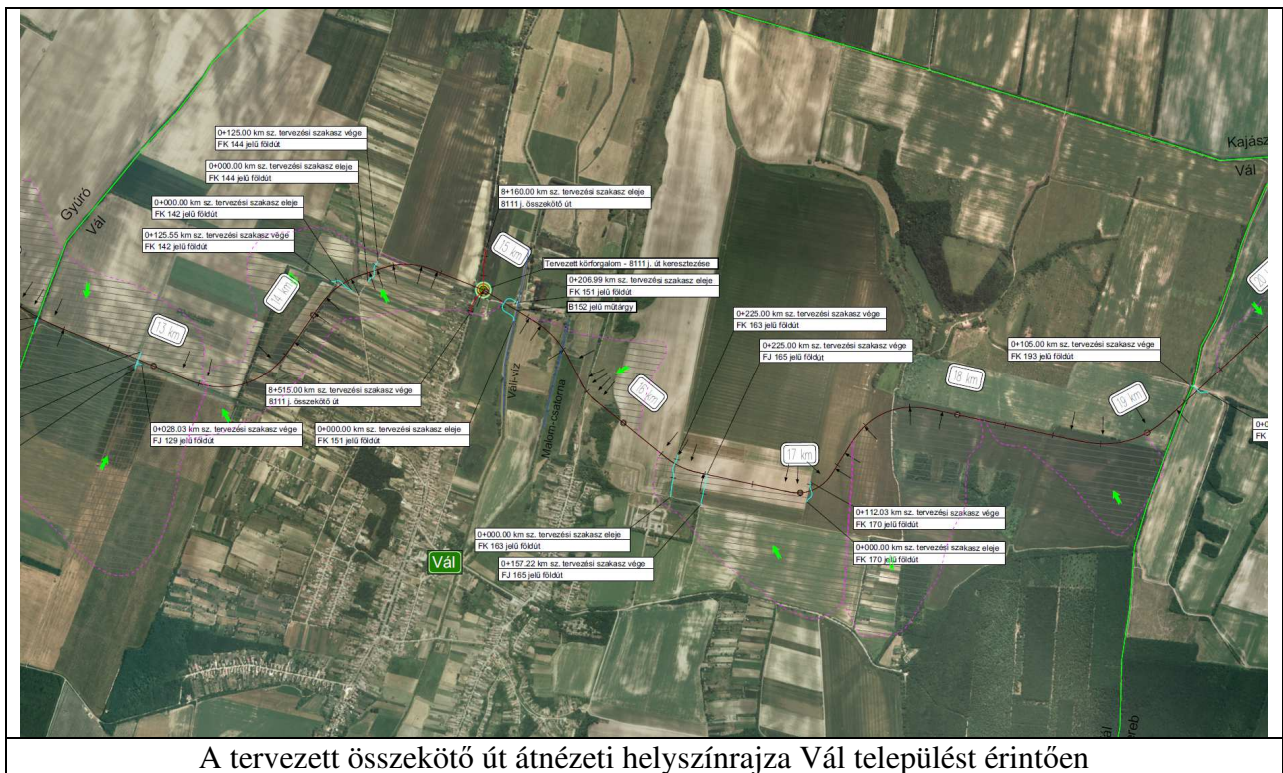 Kajászó
Vál
Gyúró
Vál
0+125.00 km sz. tervezési szakasz vége
FK 144 jelű földút
0+000.00 km sz. tervezési szakasz eleje
FK 144 jelű földút
0+000.00 km sz. tervezési szakasz eleje
FK 142 jelű földút
0+125.55 km sz. tervezési szakasz vége
FK 142 jelű földút
8+160.00 km sz. tervezési szakasz eleje
8111 j. összekötő út
15 km
Tervezett körforgalom - 8111 j. út keresztezése
0+206.99 km sz. tervezési szakasz eleje
FK 151 jelű földút
B152 jelű műtárgy
14 km
13 km
0+225.00 km sz. tervezési szakasz vége
FK 163 jelű földút
0+225.00 km sz. tervezési szakasz vége
FJ 165 jelű földút
0+105.00 km sz. tervezési szakasz vége
FK 193 jelű földút
Váli-víz
Malom-csatorna
16 km
18 km
19 km
8+515.00 km sz. tervezési szakasz vége
8111 j. összekötő út
0+028.03 km sz. tervezési szakasz vége
FJ 129 jelű földút
0+000.00 km sz. tervezési szakasz eleje
FK 151 jelű földút
0+0
FK
17 km
0+112.03 km sz. tervezési szakasz vége
FK 170 jelű földút
0+000.00 km sz. tervezési szakasz eleje
FK 163 jelű földút
0+000.00 km sz. tervezési szakasz eleje
FK 170 jelű földút
0+157.22 km sz. tervezési szakasz vége
FJ 165 jelű földút
Vál
ál
ereb
A tervezett összekötő út átnézeti helyszínrajza Vál települést érintően